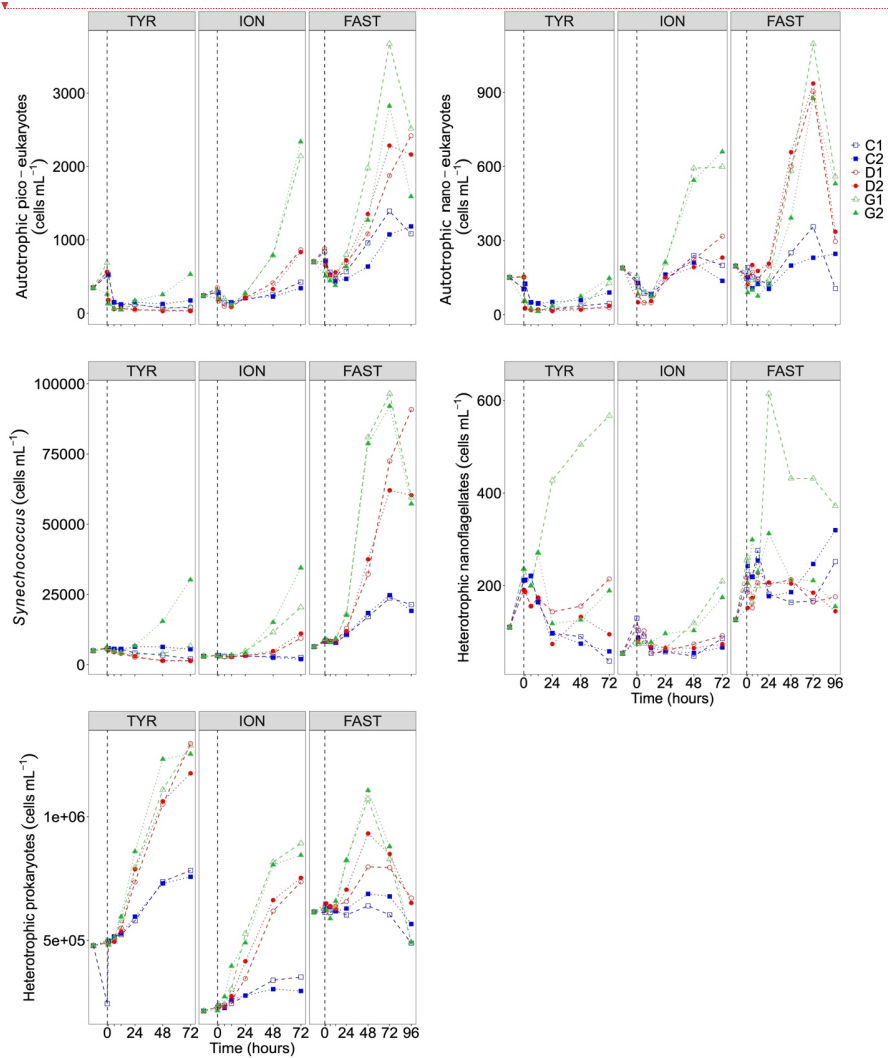 TYR ION FAST
Autotrophic pico − eukaryotes
(cells mL−1)
3000
2000
1000
0
TYR ION FAST
Autotrophic nano − eukaryotes
(cells mL−1)
900
600
300
0
C1
C2
D1
D2
G1
G2
TYR ION FAST
Synechococcus (cells mL−1)
100000
75000
50000
25000
0
TYR ION FAST
Heterotrophic nanoflagellates (cells mL−1)
600
400
200
0 24 48 72 0 24 48 72 0 24 48 72 96
Time (hours)
TYR ION FAST
Heterotrophic prokaryotes (cells mL−1)
1e+06
5e+05
0 24 48 72 0 24 48 72 0 24 48 72 96
Time (hours)